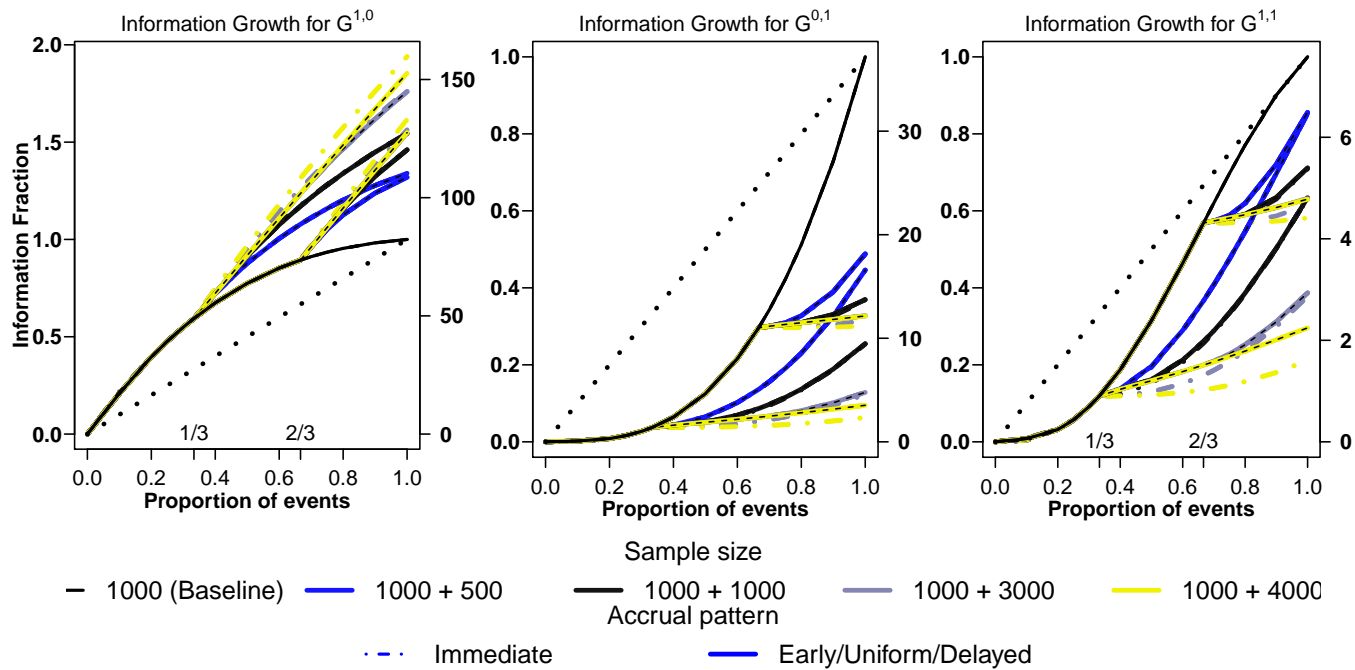 Information Growth for G^1,0
Information Growth for G^0,1
Information Growth for G^1,1
Information Fraction
2.0
1.5
1.0
0.5
0.0
150
100
50
0
1/3
2/3
0.0 0.2 0.4 0.6 0.8 1.0
Proportion of events
1.0
0.8
0.6
0.4
0.2
0.0
30
20
10
0
0.0 0.2 0.4 0.6 0.8 1.0
Proportion of events
1.0
0.8
0.6
0.4
0.2
0.0
6
4
2
0
1/3
2/3
0.0 0.2 0.4 0.6 0.8 1.0
Proportion of events
Sample size
1000 (Baseline) 1000 + 500 1000 + 1000 1000 + 3000 1000 + 4000
Accrual pattern
Immediate Early/Uniform/Delayed